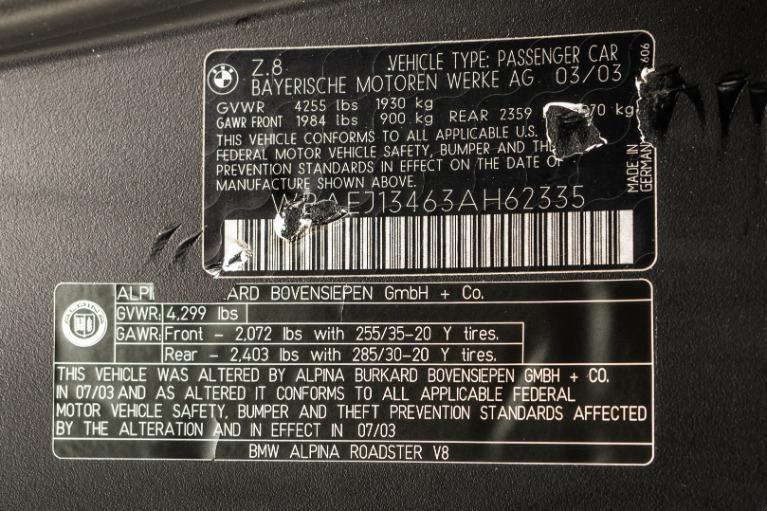 Z.8. VEHICLE TYPE: PASSENGER CAR
BAYERISCHE MOTOREN WERKE AG 03/03
GVWR 4255 lbs 1930 kg
GAWR FRONT 1984 lbs 900 kg REAR 2359 kg
THIS VEHICLE CONFORMS TO ALL APPLICABLE U.S.
FEDERAL MOTOR VEHICLE SAFETY, BUMPER AND
PREVENTION STANDARDS IN EFFECT ON THE DATE OF
MANUFACTURE SHOWN ABOVE.
EJ13463AH62335
MADE IN
GERMANY
606
ALPINA
BOVENSIEPEN GmbH + Co.
GVWR: 4,299 lbs
GAWR: Front - 2,072 lbs with 255/35-20 Y tires.
Rear - 2,403 lbs with 285/30-20 Y tires.
THIS VEHICLE WAS ALTERED BY ALPINA BURKARD BOVENSIEPEN GMBH + CO.
IN 07/03 AND AS ALTERED IT CONFORMS TO ALL APPLICABLE FEDERAL
MOTOR VEHICLE SAFETY, BUMPER AND THEFT PREVENTION STANDARDS AFFECTED
BY THE ALTERATION AND IN EFFECT IN 07/03
BMW ALPINA ROADSTER V8